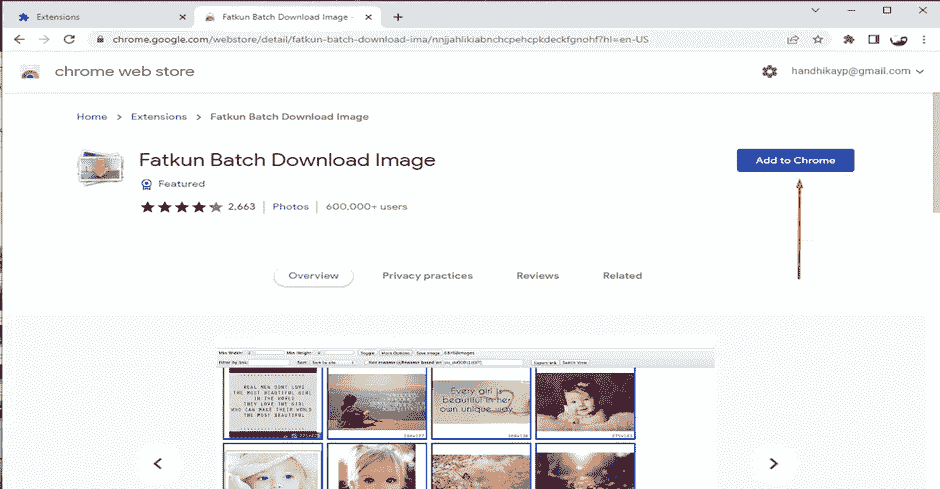 Extensions
Fatkun Batch Download Image -
chrome.google.com/webstore/detail/fatkun-batch-download-ima/nnjjahlikiabnchcpehcpkdeckfgnohf?hl=en-US
chrome web store
handhikayp@gmail.com
Home > Extensions > Fatkun Batch Download Image
Fatkun Batch Download Image
Add to Chrome
Featured
2,663 | Photos | 600,000+ users
Overview
Privacy practices
Reviews
Related
Min Width: Min Height: Toggle More Options Save Image
Filter by link: Sort:
REAL MEN DONT LOVE
THE MOST BEAUTIFUL GIRL
IN THE WORLD
THEY LOVE THE GIRL
WHO CAN MAKE THEIR WORLD
THE MOST BEAUTIFUL
Every girl is
beautiful in her
own unique way.